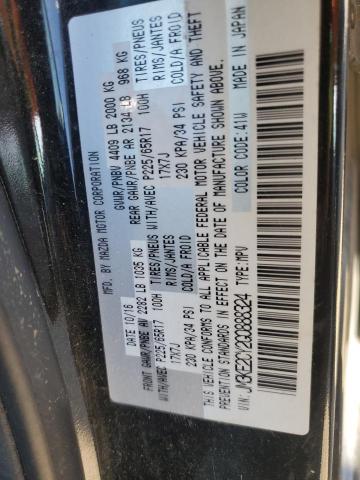 MFD. BY MAZDA MOTOR CORPORATION
DATE 10/16 GVWR/PNBV 4409 LB 2000 KG
FRONT GAWR/PNBE AV 2282 LB 1035 KG REAR GAWR/PNBE AR 2134 LB 968 KG
WITH/AVEC P225/65R17 100H TIRES/PNEUS WITH/AVEC P225/65R17 100H TIRES/PNEUS
17X7J RIMS/JANTES 17X7J RIMS/JANTES
230 KPA/34 PSI COLD/A FROID 230 KPA/34 PSI COLD/A FROID
THIS VEHICLE CONFORMS TO ALL APPLICABLE FEDERAL MOTOR VEHICLE SAFETY AND THEFT
STANDARDS IN EFFECT ON THE DATE OF MANUFACTURE SHOWN ABOVE.
TYPE:MPV COLOR CODE:41W MADE IN JAPAN